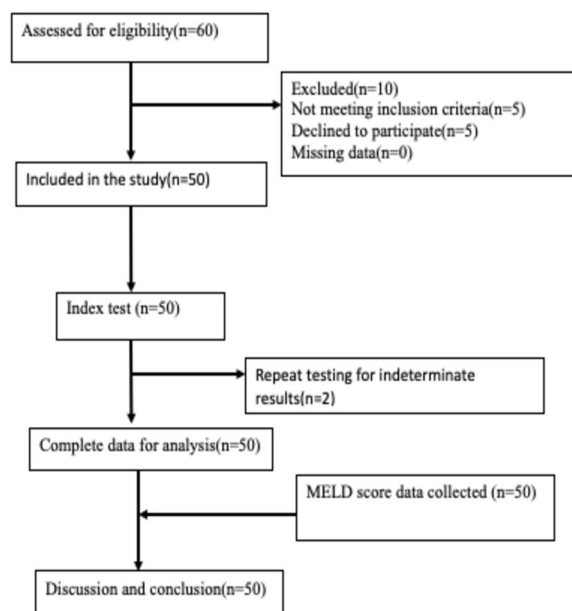 Assessed for eligibility(n=60)
Excluded(n=10)
Not meeting inclusion criteria(n=5)
Declined to participate(n=5)
Missing data(n=0)
Included in the study(n=50)
Index test (n=50)
Repeat testing for indeterminate
results(n=2)
Complete data for analysis(n=50)
MELD score data collected (n=50)
Discussion and conclusion(n=50)